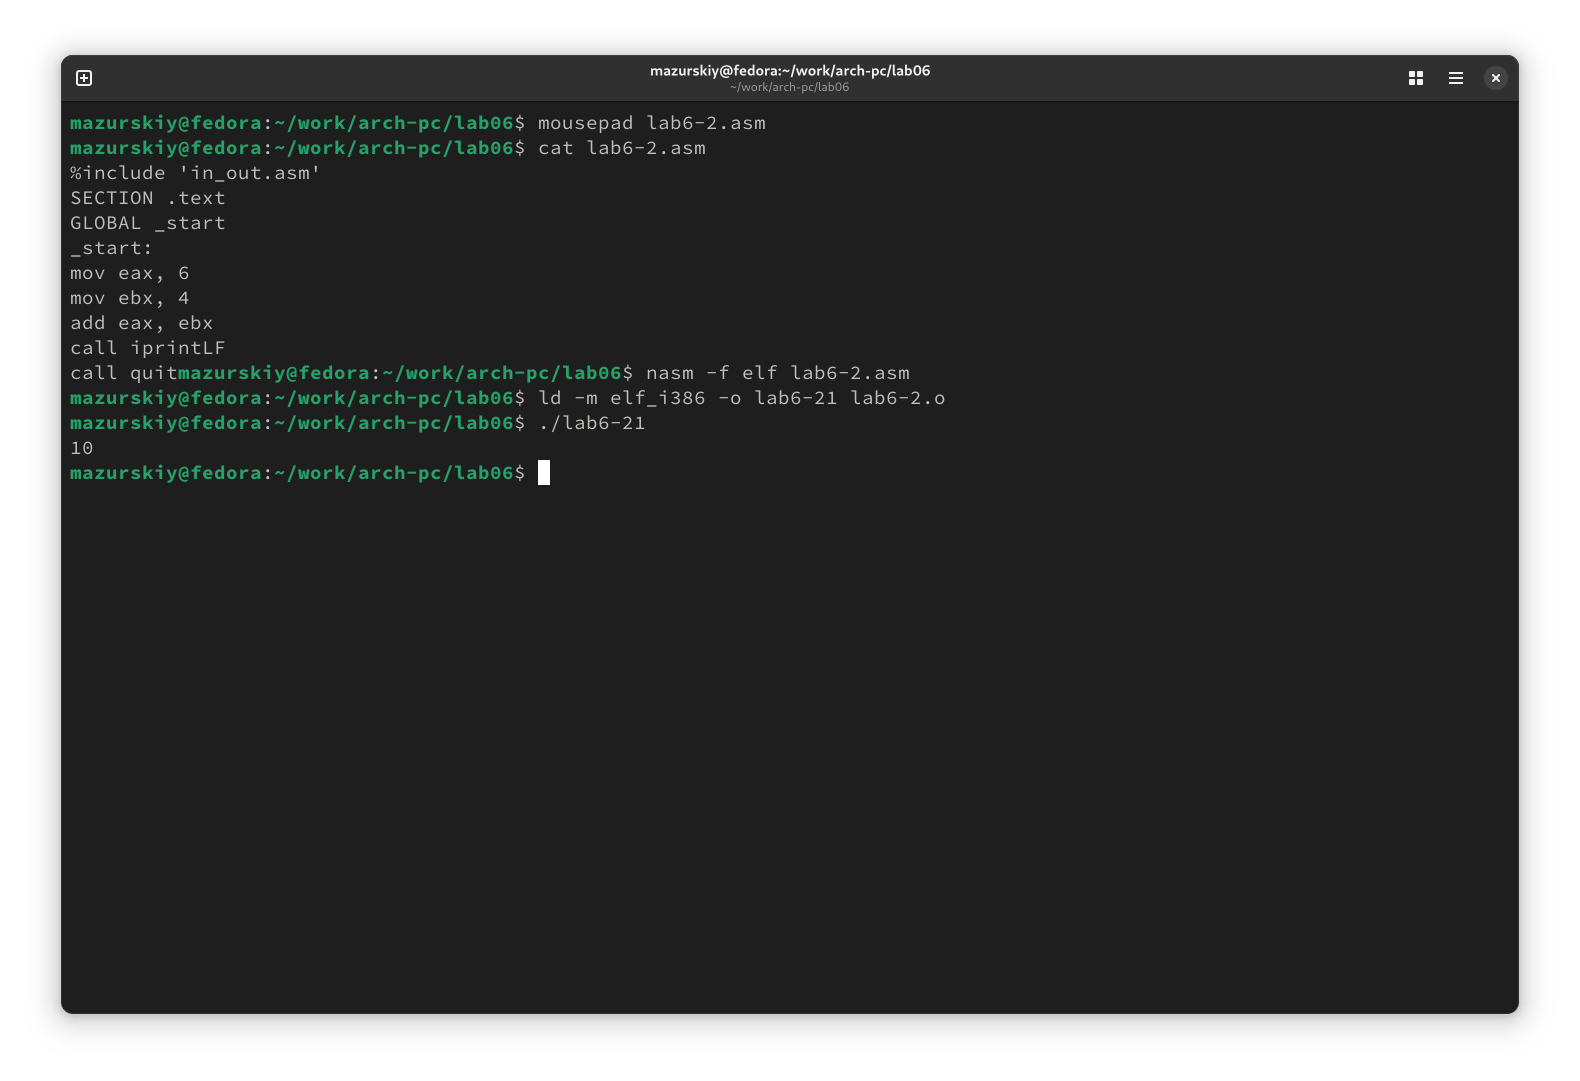 mazurskiy@fedora:~/work/arch-pc/lab06
~/work/arch-pc/lab06
mazurskiy@fedora:~/work/arch-pc/lab06$ mousepad lab6-2.asm
mazurskiy@fedora:~/work/arch-pc/lab06$ cat lab6-2.asm
%include 'in_out.asm'
SECTION .text
GLOBAL _start
_start:
mov eax, 6
mov ebx, 4
add eax, ebx
call iprintLF
call quitmazurskiy@fedora:~/work/arch-pc/lab06$ nasm -f elf lab6-2.asm
mazurskiy@fedora:~/work/arch-pc/lab06$ ld -m elf_i386 -o lab6-21 lab6-2.o
mazurskiy@fedora:~/work/arch-pc/lab06$ ./lab6-21
10
mazurskiy@fedora:~/work/arch-pc/lab06$